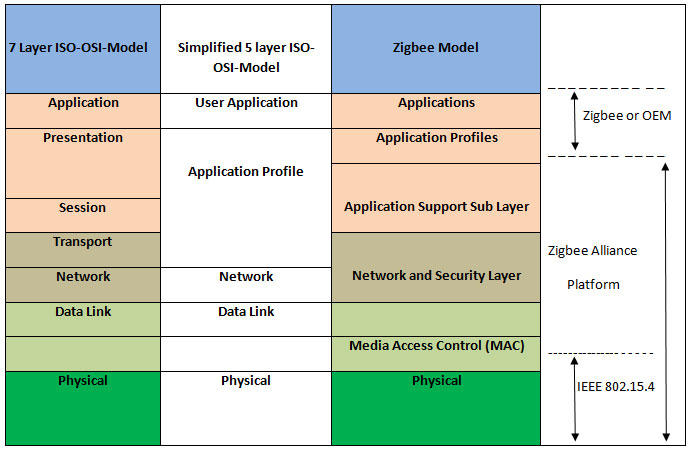 7 Layer ISO-OSI-Model
Simplified 5 layer ISO-
OSI-Model
Zigbee Model
Application
User Application
Applications
Zigbee or OEM
Presentation
Application Profiles
Application Profile
Session
Application Support Sub Layer
Transport
Zigbee Alliance
Platform
Network
Network
Network and Security Layer
Data Link
Data Link
Media Access Control (MAC)
Physical
Physical
Physical
IEEE 802.15.4